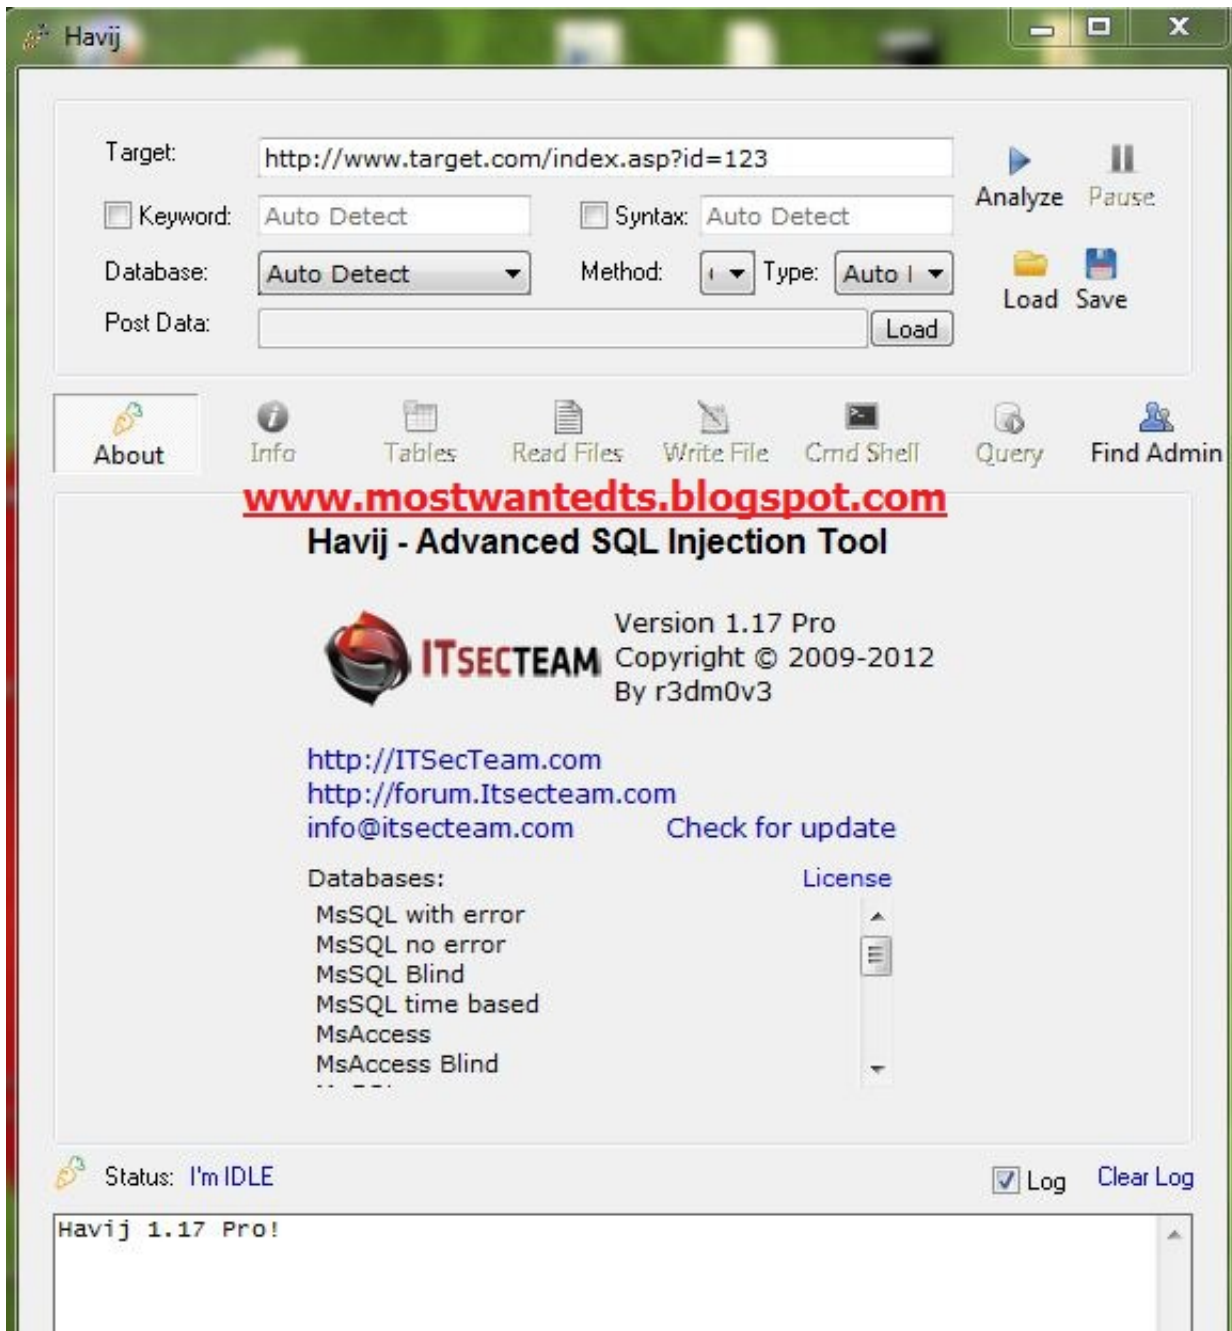 Havij
Target: http://www.target.com/index.asp?id=123
Analyze Pause
Keyword: Auto Detect Syntax: Auto Detect
Database: Auto Detect Method: Type: Auto
Load Save
Post Data: Load
About Info Tables Read Files Write File Cmd Shell Query Find Admin
www.mostwantedts.blogspot.com
Havij - Advanced SQL Injection Tool
ITSECTEAM
Version 1.17 Pro
Copyright © 2009-2012
By r3dm0v3
http://ITSecTeam.com
http://forum.Itsecteam.com
info@itsecteam.com Check for update
Databases: License
MsSQL with error
MsSQL no error
MsSQL Blind
MsSQL time based
MsAccess
MsAccess Blind
Status: I'm IDLE Log Clear Log
Havij 1.17 Pro!